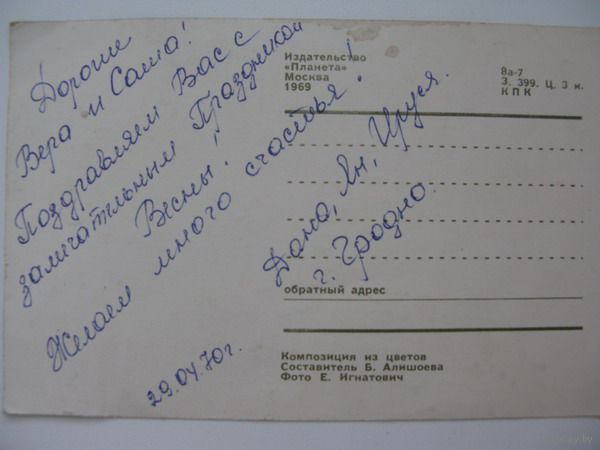 Дорогие
Вера и Саша!
Поздравляем Вас с
замечательным Праздником
Весны!
Желаем много счастья!
Дана, Ян, Ируся.
г. Гродно.
29.04.70г.
Издательство
«Планета»
Москва
1969
8а-7
З. 399. Ц. 3 к.
КПК
обратный адрес
Композиция из цветов
Составитель Б. Алишоева
Фото Е. Игнатович